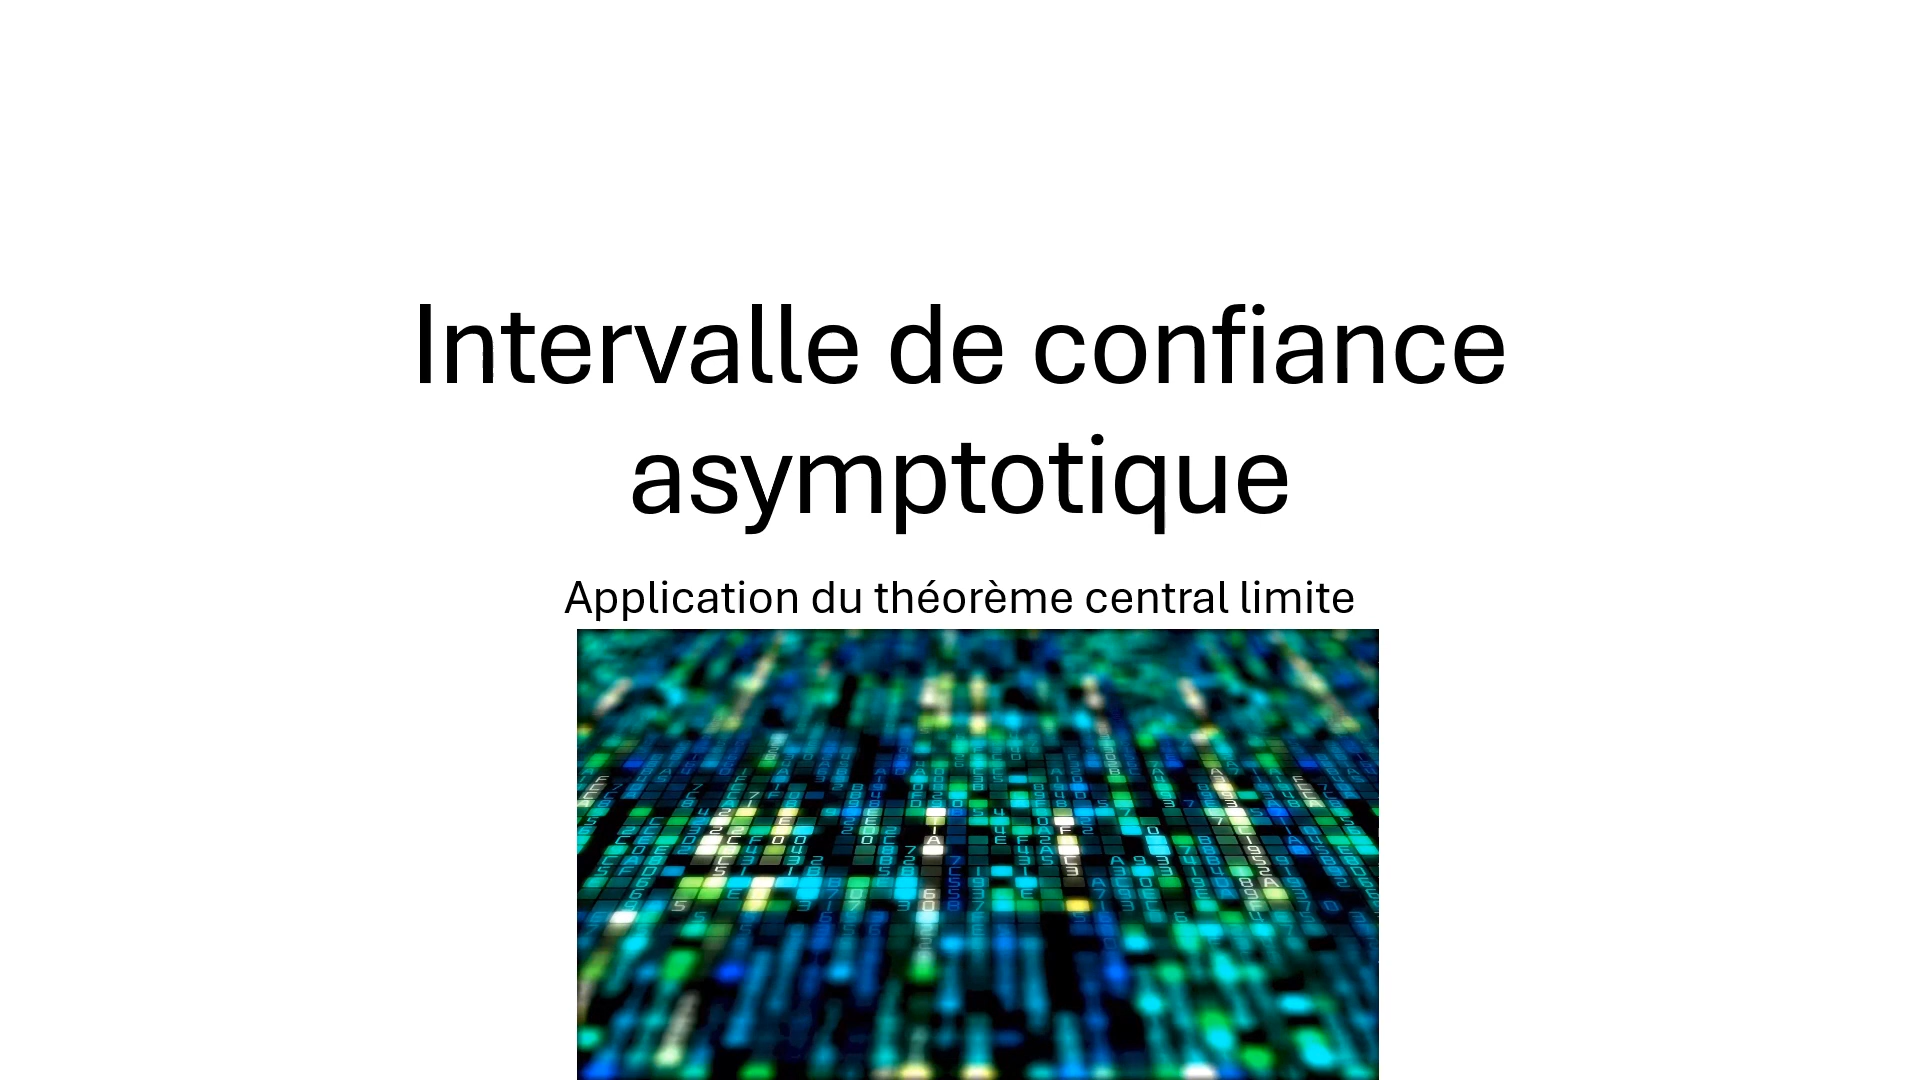 Intervalle de confiance
asymptotique
Application du théorème central limite